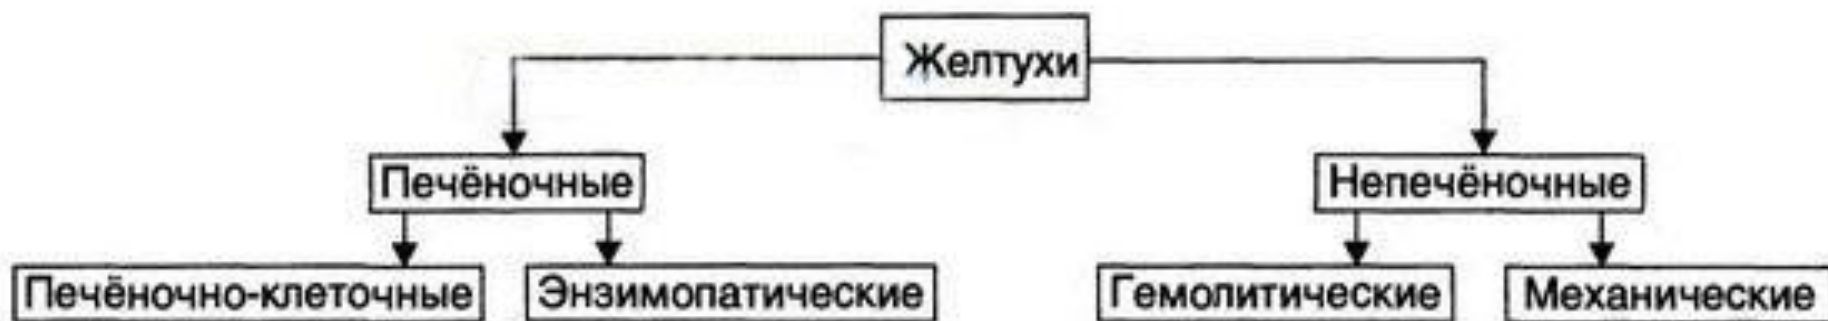 Желтухи
Печёночные
Непечёночные
Печёночно-клеточные
Энзимопатические
Гемолитические
Механические